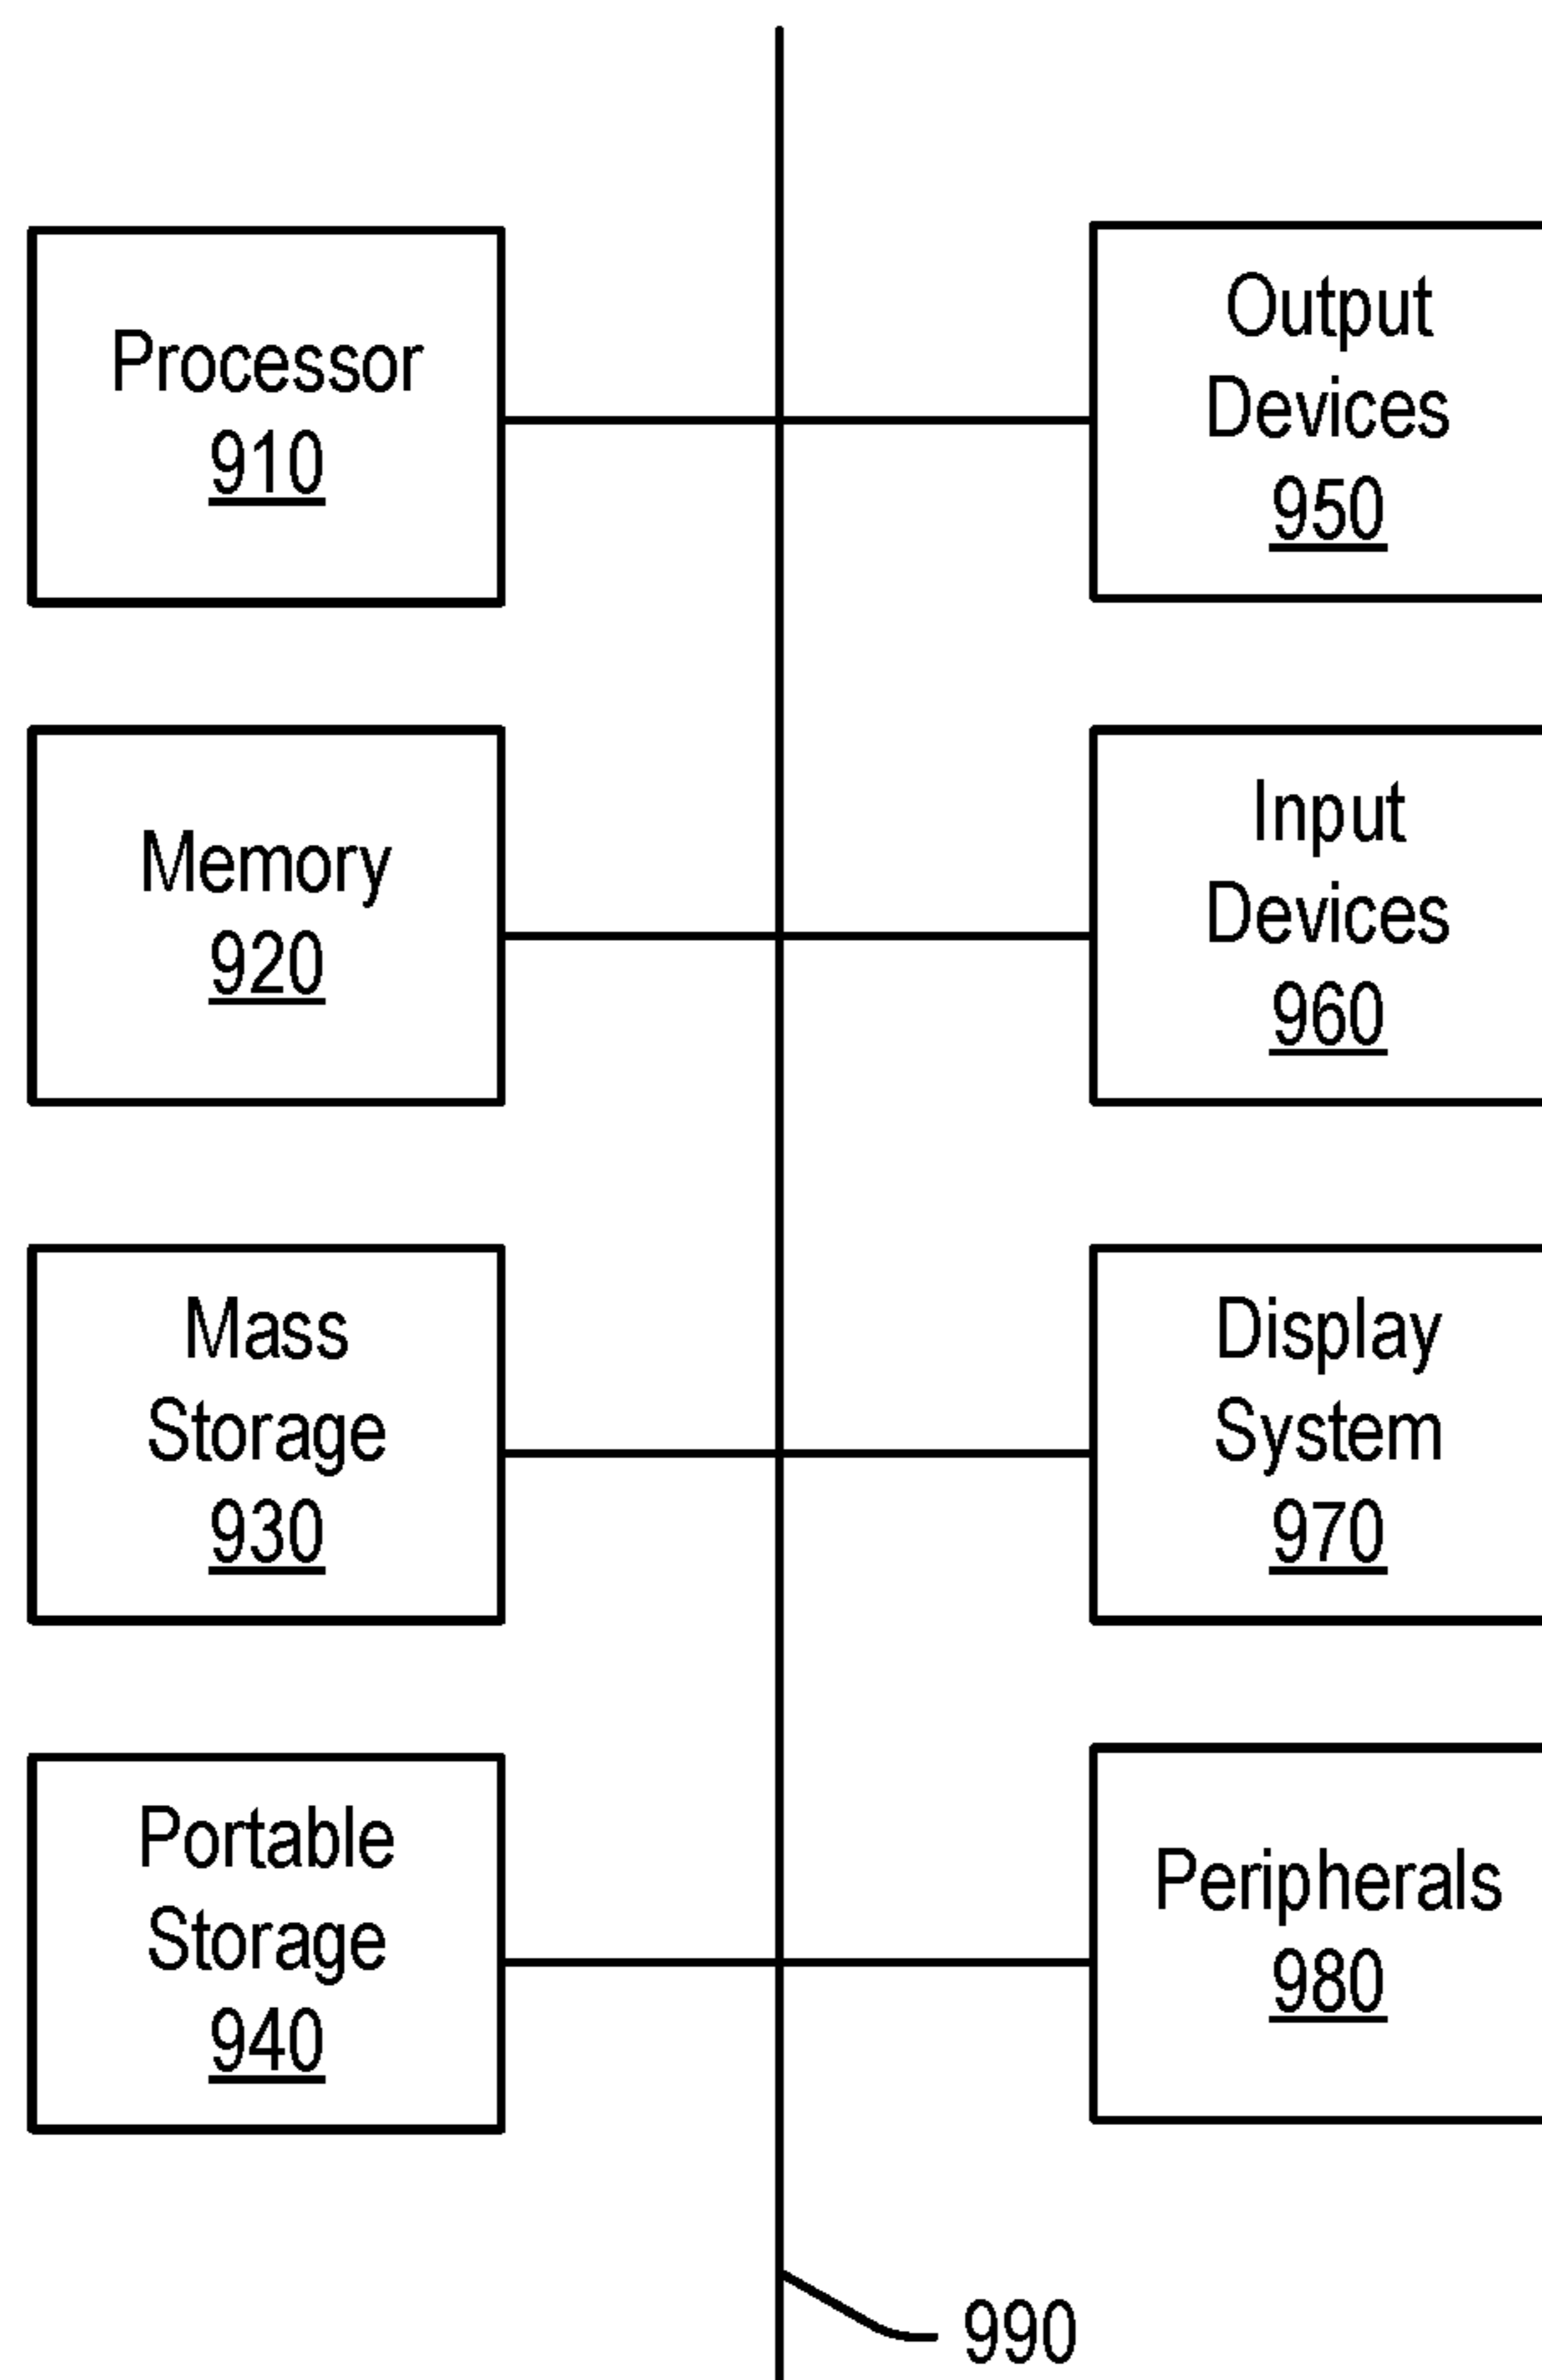 Processor
910
Output
Devices
950
Memory
920
Input
Devices
960
Mass
Storage
930
Display
System
970
Portable
Storage
940
Peripherals
980
990